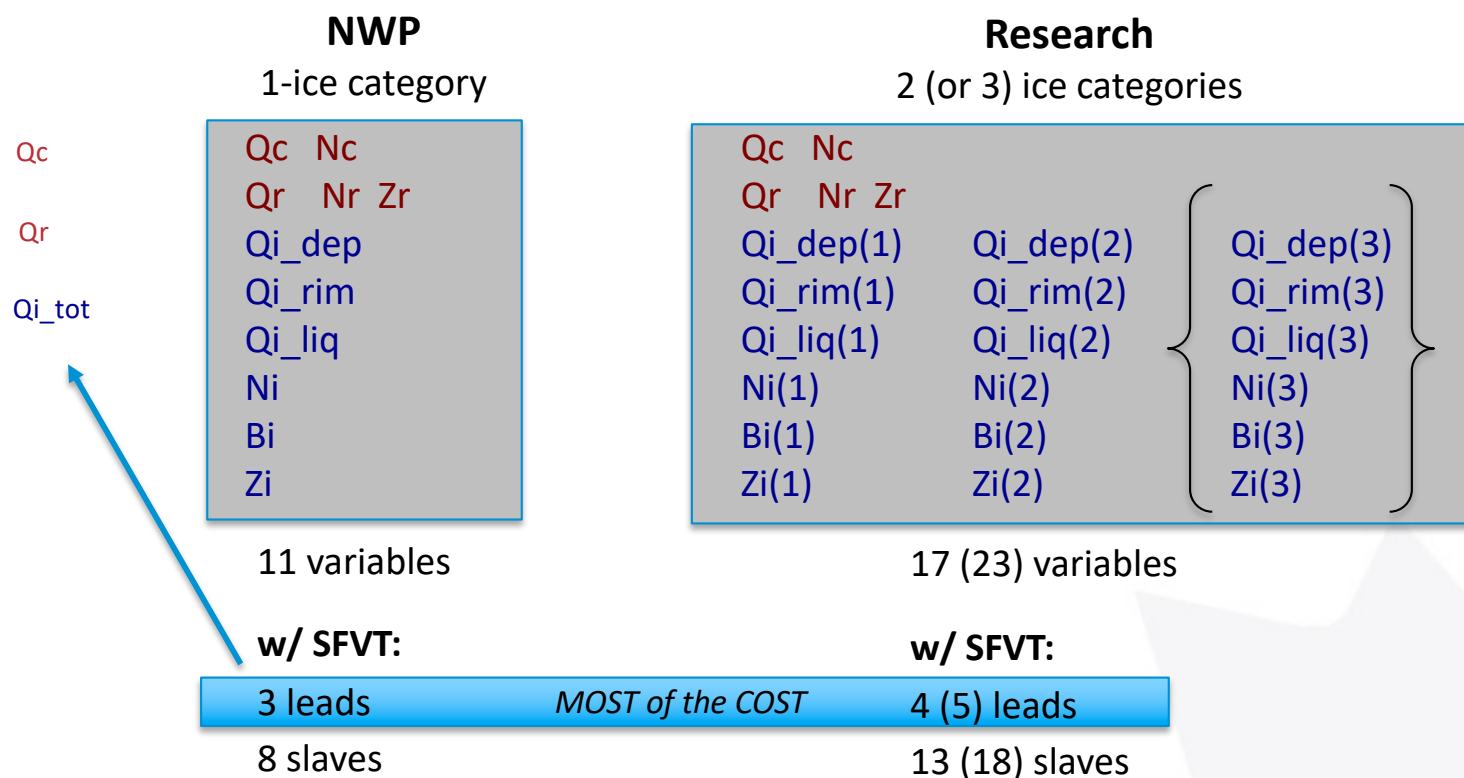 NWP
1-ice category
Research
2 (or 3) ice categories
Qc
Qr
Qi_tot
Qc Nc
Qr Nr Zr
Qi_dep
Qi_rim
Qi_liq
Ni
Bi
Zi
Qc Nc
Qr Nr Zr
Qi_dep(1) Qi_dep(2) Qi_dep(3)
Qi_rim(1) Qi_rim(2) Qi_rim(3)
Qi_liq(1) Qi_liq(2) Qi_liq(3)
Ni(1) Ni(2) Ni(3)
Bi(1) Bi(2) Bi(3)
Zi(1) Zi(2) Zi(3)
11 variables
17 (23) variables
w/ SFVT:
w/ SFVT:
3 leads MOST of the COST 4 (5) leads
8 slaves
13 (18) slaves